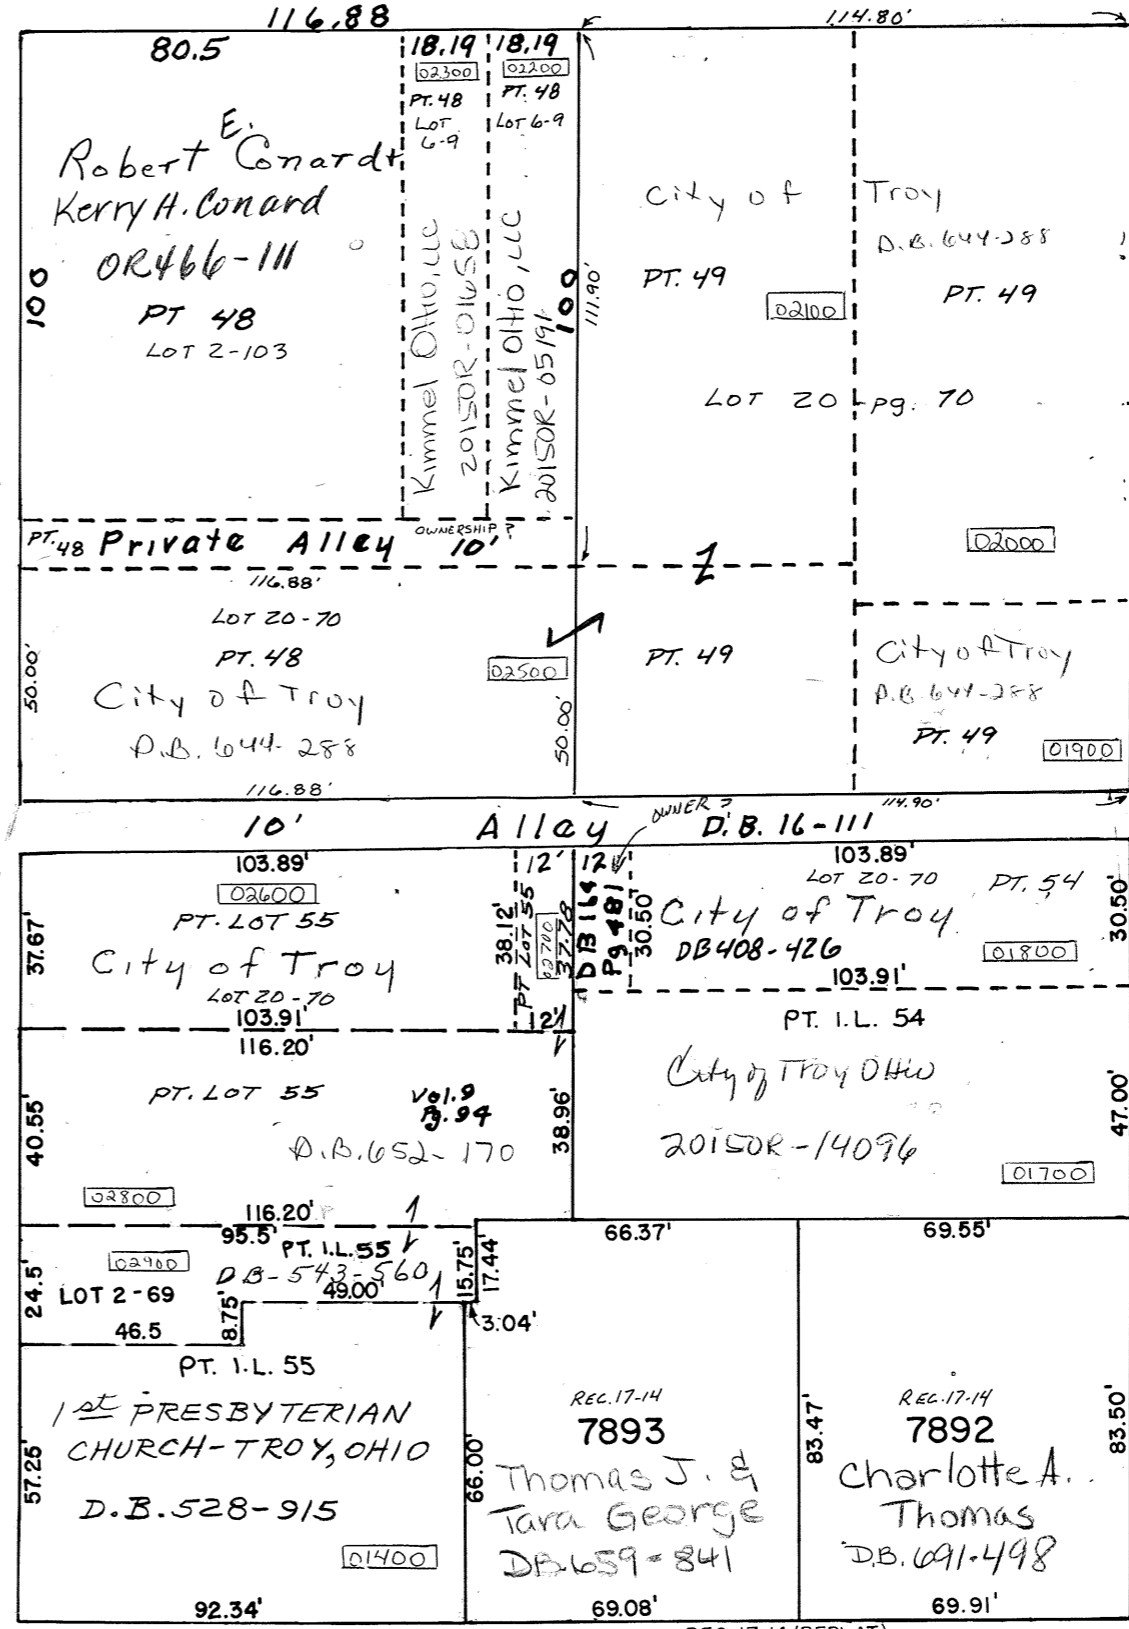 116.88
114.80'
80.5
18.19
18.19
02300
02200
PT. 48
LOT
6-9
PT. 48
LOT 6-9
Robert E. Conard +
Kerry H. Conard
OR466-111
PT 48
LOT 2-103
100
Kimmel Ohio, LLC
2015OR-01658
Kimmel Ohio, LLC
2015OR-05191
100
111.90'
City of Troy
D.B. 644-288
PT. 49
PT. 49
02100
LOT 20 - pg. 70
02000
PT. 48 Private Alley 10'
OWNERSHIP ?
116.88'
LOT 20-70
PT. 48
City of Troy
D.B. 644-288
50.00'
02500
50.00'
116.88'
PT. 49
City of Troy
D.B. 644-288
PT. 49
01900
114.90'
10' Alley D.B. 16-111
OWNER ?
103.89'
02600
PT. LOT 55
City of Troy
LOT 20-70
103.91'
37.67'
12'
38.12'
PT LOT 55
02700
37.78
12'
12'
DB 164
Pg 481
30.50'
103.89'
LOT 20-70
PT. 54
City of Troy
DB 408-426
01800
103.91'
30.50'
116.20'
PT. LOT 55
Vol. 9
Pg. 94
D.B. 652-170
40.55'
38.96'
02800
116.20'
PT. I.L. 54
City of Troy Ohio
2015OR-14096
01700
47.00'
95.5'
02900
PT. I.L. 55
DB-543-560
LOT 2-69
49.00'
24.5'
46.5
8.75'
15.75'
17.44'
3.04'
66.37'
69.55'
PT. I.L. 55
1st PRESBYTERIAN
CHURCH-TROY, OHIO
D.B. 528-915
57.25'
01400
92.34'
66.00'
REC. 17-14
7893
Thomas J. &
Tara George
DB. 659-841
69.08'
83.47'
REC. 17-14
7892
Charlotte A.
Thomas
D.B. 691-498
83.50'
69.91'